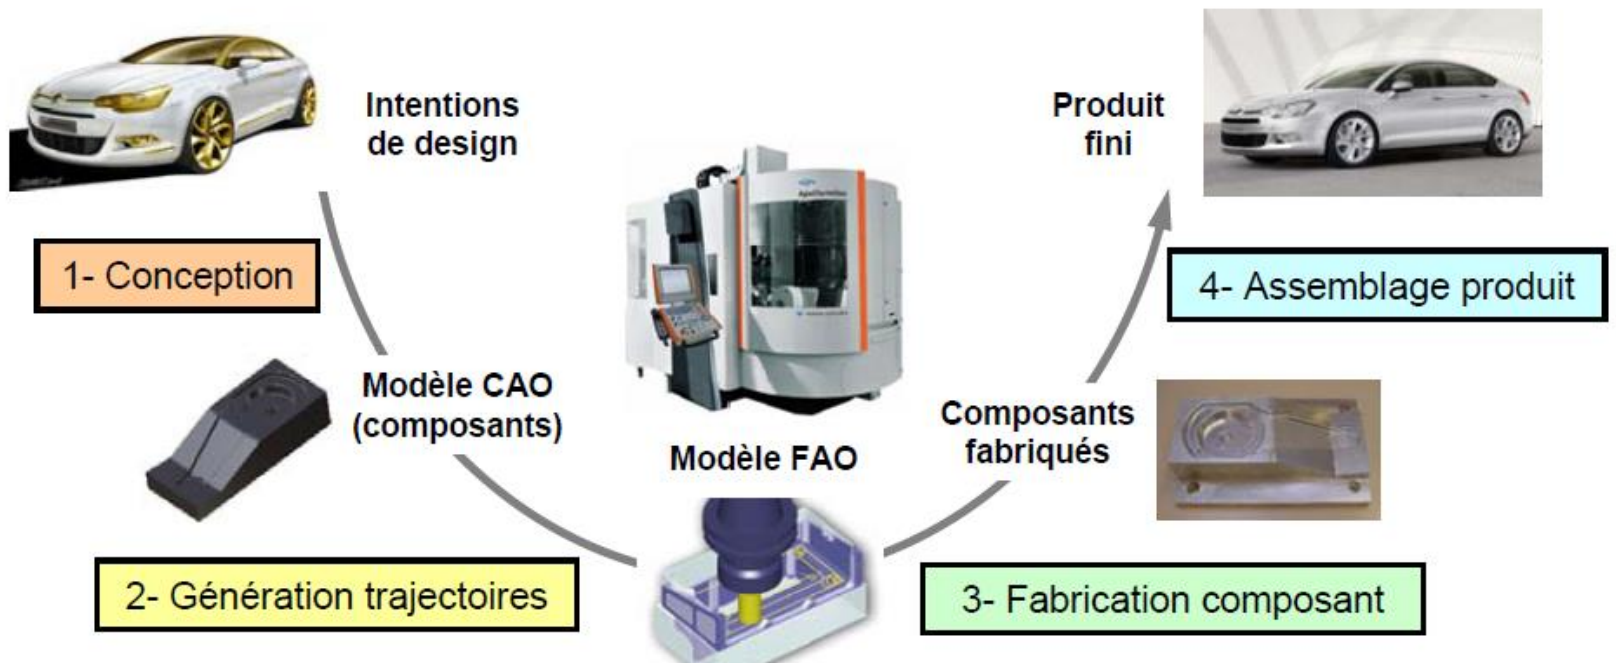 Intentions
de design
1- Conception
Modèle CAO
(composants)
2- Génération trajectoires
Modèle FAO
Composants
fabriqués
3- Fabrication composant
Produit
fini
4- Assemblage produit